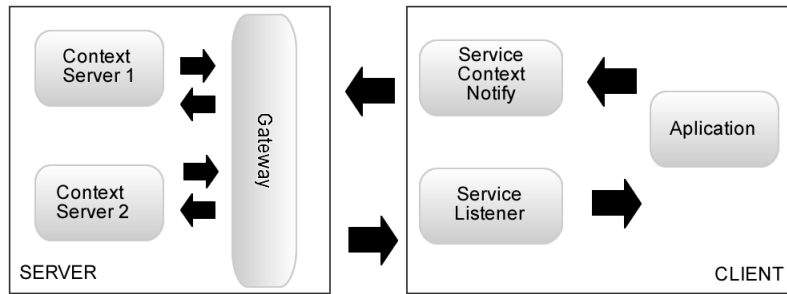 Context
Server 1
Context
Server 2
Gateway
SERVER
Service
Context
Notify
Service
Listener
Aplication
CLIENT